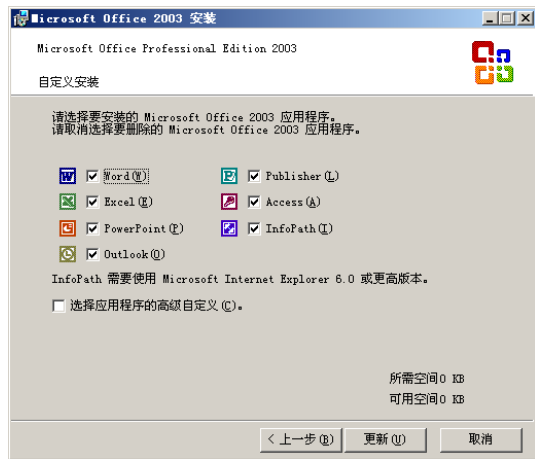 Microsoft Office 2003 安装
Microsoft Office Professional Edition 2003
自定义安装
请选择要安装的 Microsoft Office 2003 应用程序。
请取消选择要删除的 Microsoft Office 2003 应用程序。
Word(W)
Publisher(L)
Excel(E)
Access(A)
PowerPoint(P)
InfoPath(I)
Outlook(O)
InfoPath 需要使用 Microsoft Internet Explorer 6.0 或更高版本。
选择应用程序的高级自定义(C)。
所需空间0 KB
可用空间0 KB
< 上一步(B)
更新(U)
取消